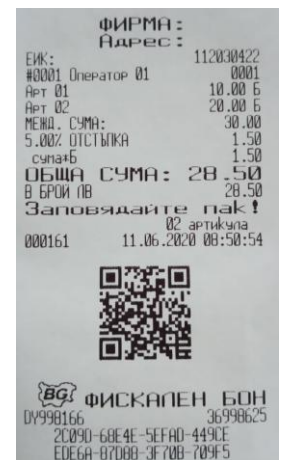 ФИРМА:
Адрес:
ЕИК: 112030422
#0001 Оператор 01 0001
Арт 01 10.00 Б
Арт 02 20.00 Б
МЕЖД. СУМА: 30.00
5.00% ОТСТЪПКА 1.50
сума*Б 1.50
ОБЩА СУМА: 28.50
В БРОЙ ЛВ 28.50
Заповядайте пак!
02 артикула
000161 11.06.2020 08:50:54
BG ФИСКАЛЕН БОН
DY998166 36998625
2C09D-68E4E-5EFAD-449CE
EDE6A-87D88-3F70B-709F5